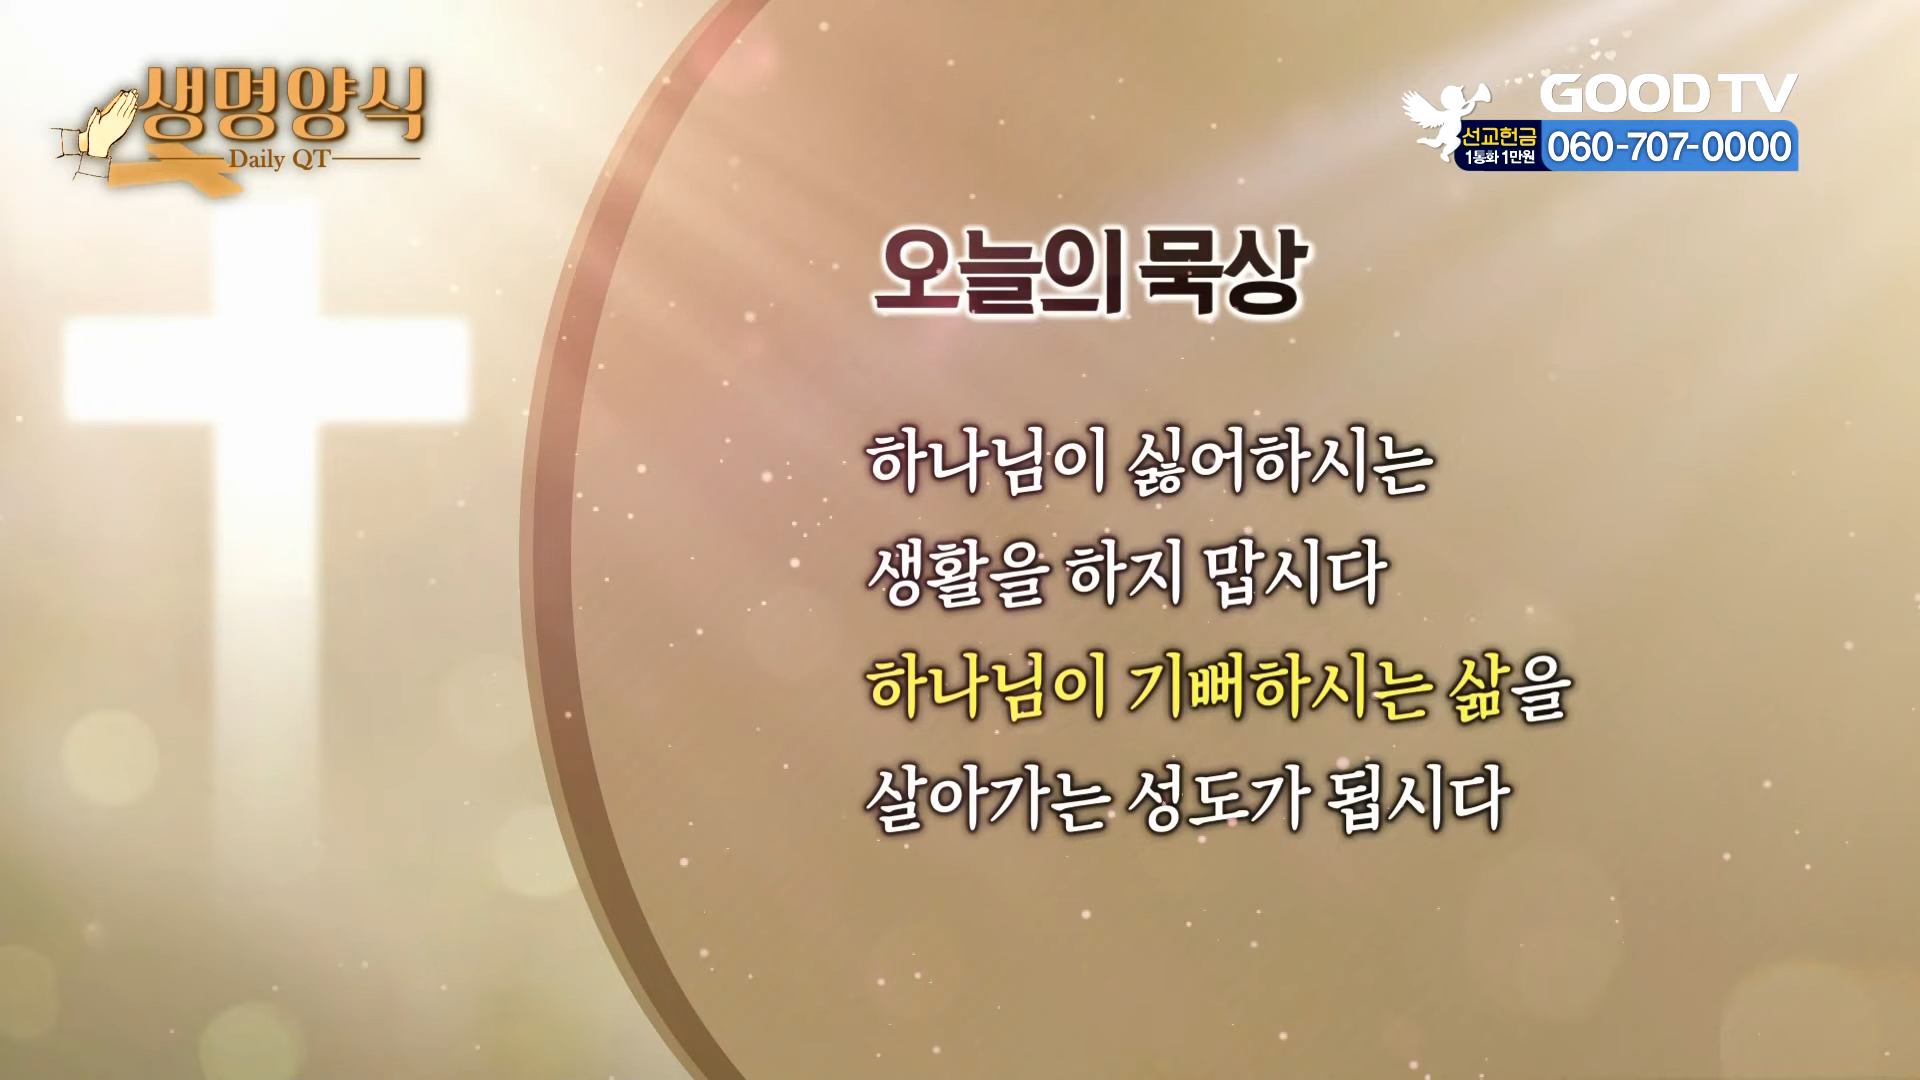 생명양식
Daily QT
GOOD TV
선교헌금
1통화 1만원
060-707-0000
오늘의 묵상
하나님이 싫어하시는
생활을 하지 맙시다
하나님이 기뻐하시는 삶을
살아가는 성도가 됩시다